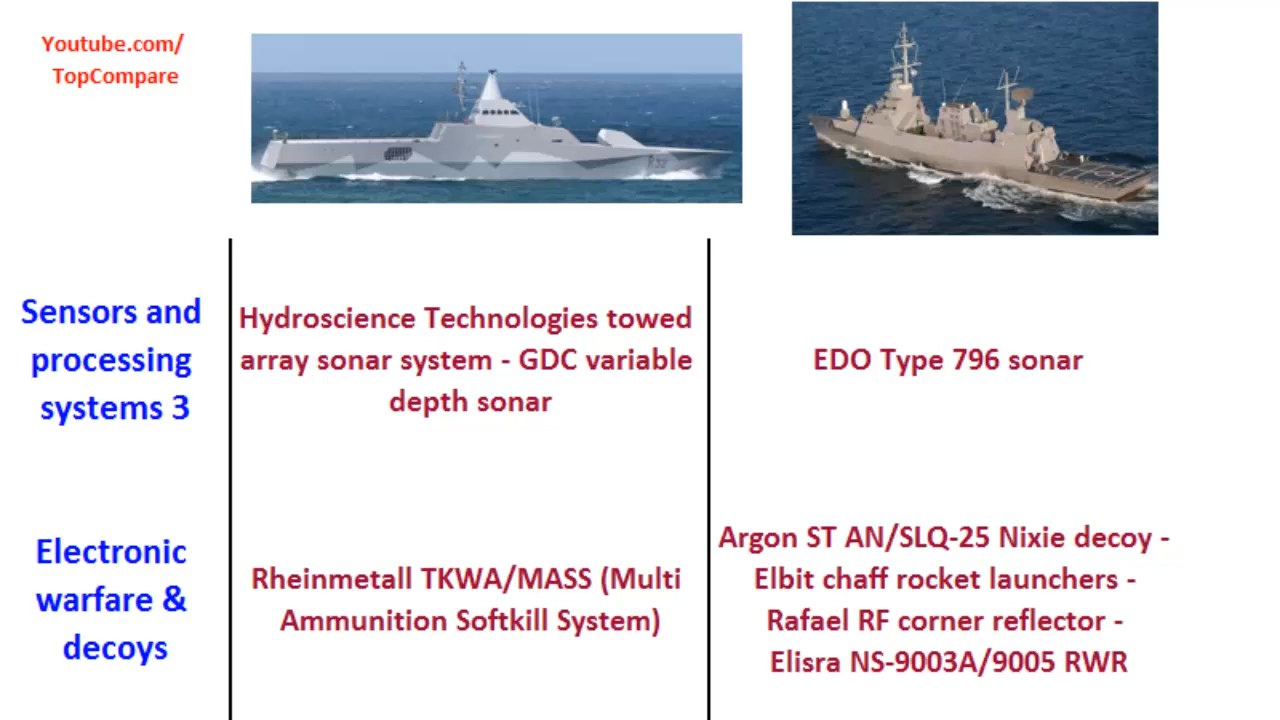 Youtube.com/
TopCompare
Sensors and
processing
systems 3
Hydroscience Technologies towed
array sonar system - GDC variable
depth sonar
EDO Type 796 sonar
Electronic
warfare &
decoys
Rheinmetall TKWA/MASS (Multi
Ammunition Softkill System)
Argon ST AN/SLQ-25 Nixie decoy -
Elbit chaff rocket launchers -
Rafael RF corner reflector -
Elisra NS-9003A/9005 RWR